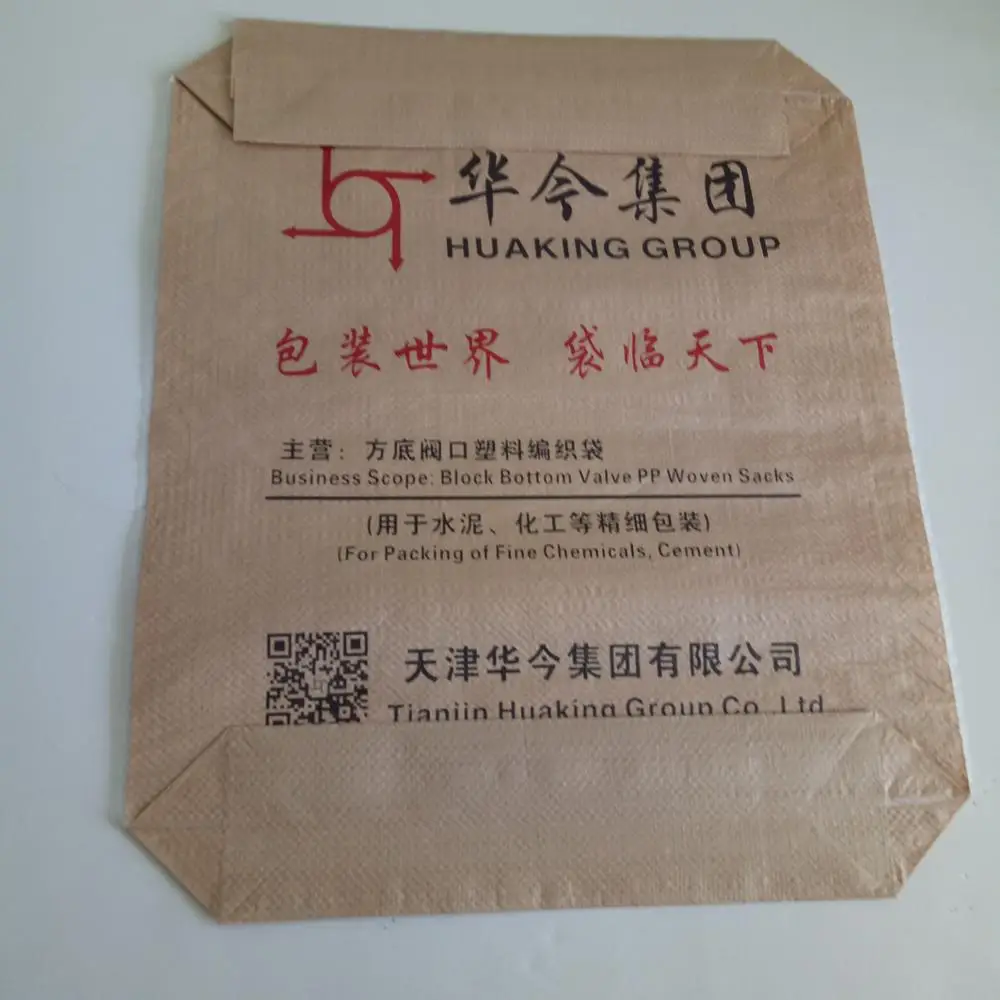 华今集团
HUAKING GROUP
包装世界 袋临天下
主营：方底阀口塑料编织袋
Business Scope: Block Bottom Valve PP Woven Sacks
(用于水泥、化工等精细包装)
(For Packing of Fine Chemicals, Cement)
天津华今集团有限公司
Tianjin Huaking Group Co.,Ltd